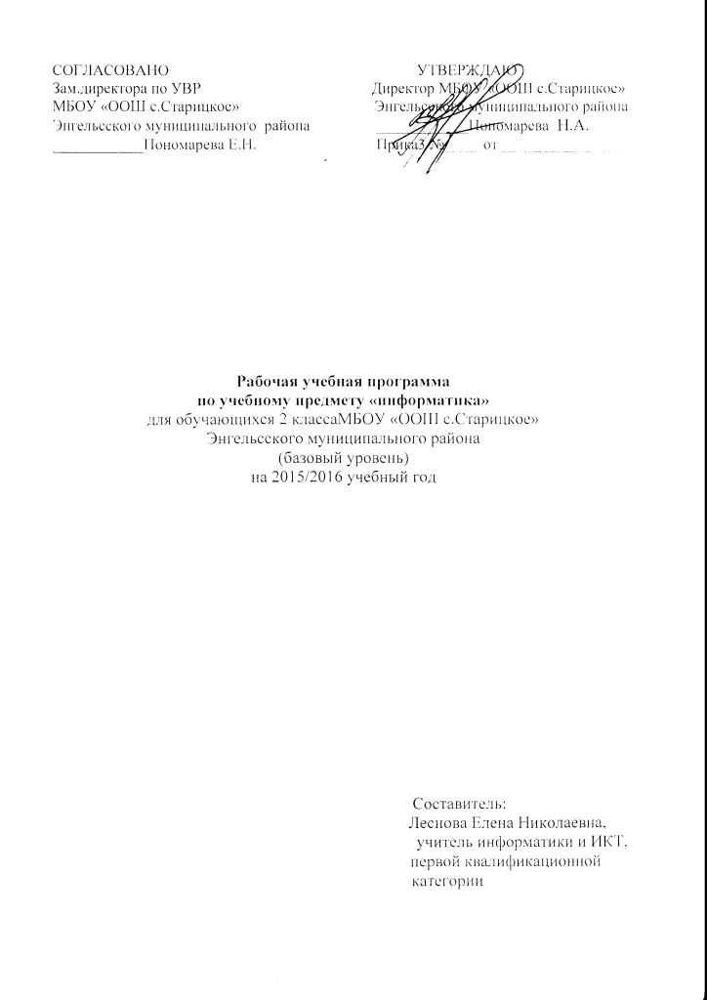 СОГЛАСОВАНО
Зам.директора по УВР
МБОУ «ООШ с.Старицкое»
Энгельсского муниципального района
___________Пономарева Е.Н.
УТВЕРЖДАЮ
Директор МБОУ «ООШ с.Старицкое»
Энгельсского муниципального района
___________Пономарева Н.А.
Приказ № от
Рабочая учебная программа
по учебному предмету «информатика»
для обучающихся 2 классаМБОУ «ООШ с.Старицкое»
Энгельсского муниципального района
(базовый уровень)
на 2015/2016 учебный год
Составитель:
Леснова Елена Николаевна,
учитель информатики и ИКТ,
первой квалификационной
категории